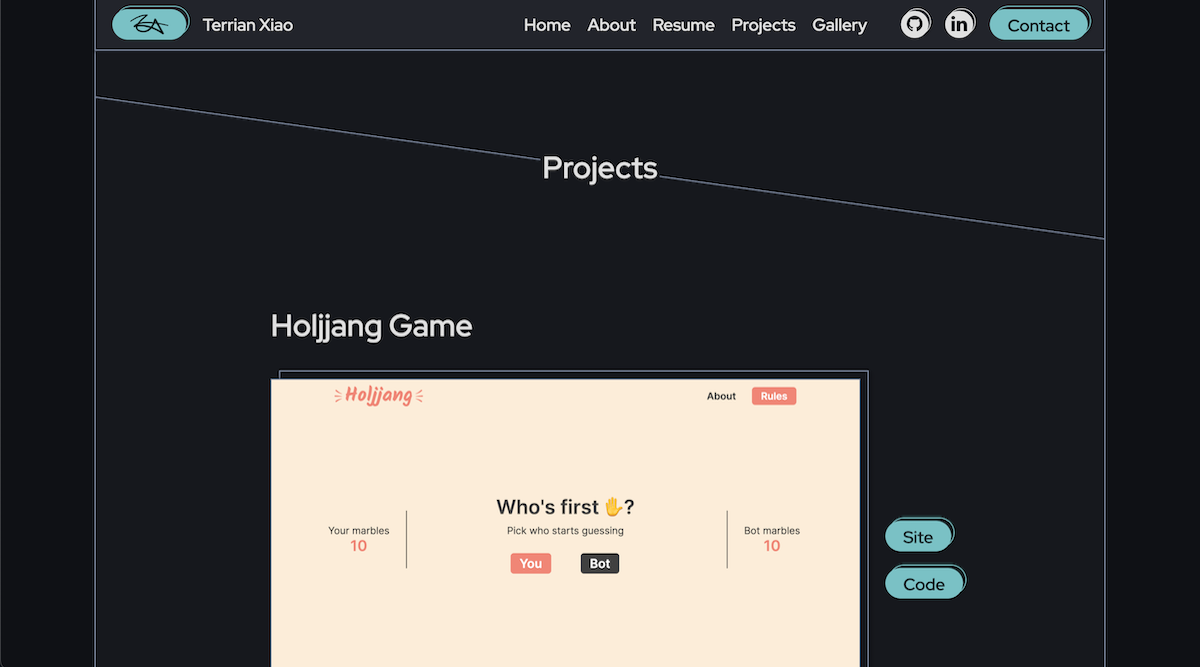 Terrian Xiao Home About Resume Projects Gallery in Contact
Projects
Holjjang Game
Holjjang About Rules
Who's first ✋?
Your marbles Pick who starts guessing Bot marbles
10 10
You Bot
Site
Code